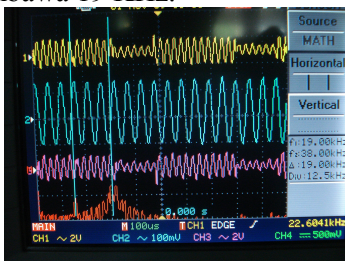 Source
MATH
Horizontal
Vertical
f1:19.00kHz
f2:38.00kHz
Δ:19.00kHz
Div:12.5kHz
0.000 s
MAIN M 100us CH1 EDGE 22.6041kHz
CH1 ~ 2V CH2 ~ 100mV CH3 ~ 2V CH4 = 500mV